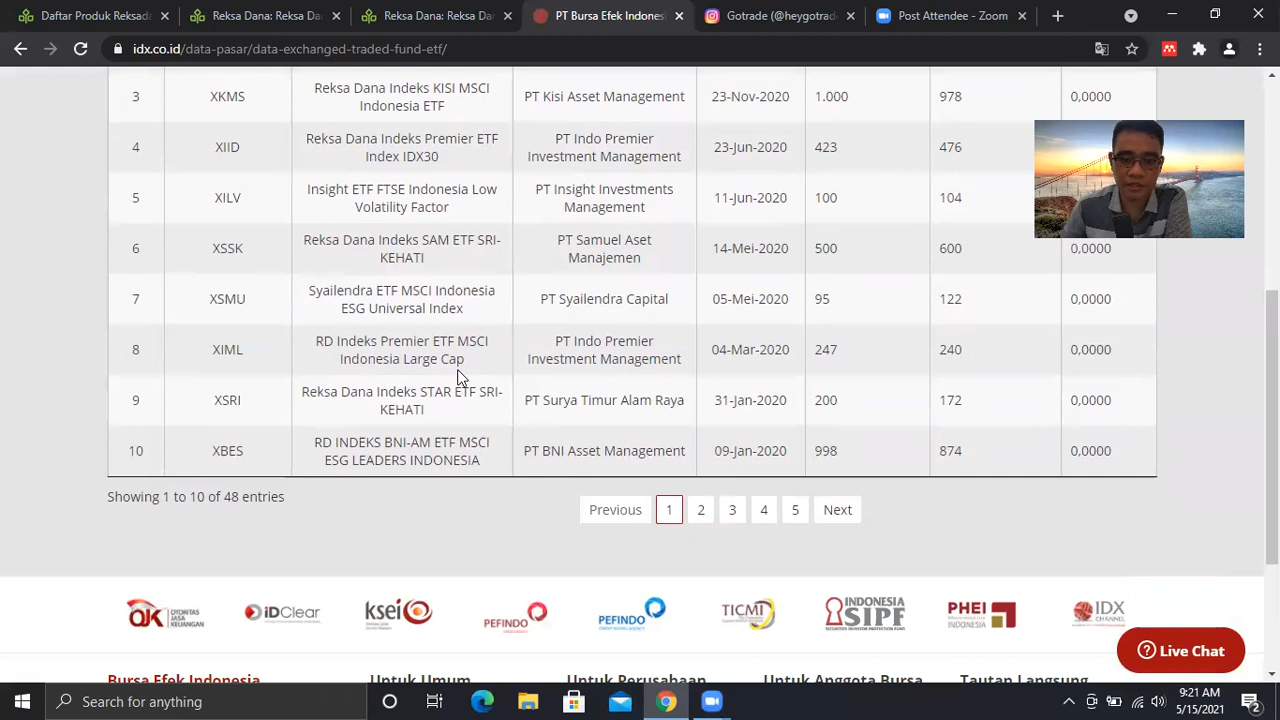 Daftar Produk Reksada
Reksa Dana: Reksa Da
Reksa Dana: Reksa Da
PT Bursa Efek Indones
Gotrade (@heygotrad
Post Attendee - Zoom
idx.co.id/data-pasar/data-exchanged-traded-fund-etf/
3 XKMS Reksa Dana Indeks KISI MSCI Indonesia ETF PT Kisi Asset Management 23-Nov-2020 1.000 978 0,0000
4 XIID Reksa Dana Indeks Premier ETF Index IDX30 PT Indo Premier Investment Management 23-Jun-2020 423 476
5 XILV Insight ETF FTSE Indonesia Low Volatility Factor PT Insight Investments Management 11-Jun-2020 100 104
6 XSSK Reksa Dana Indeks SAM ETF SRI-KEHATI PT Samuel Aset Manajemen 14-Mei-2020 500 600 0,0000
7 XSMU Syailendra ETF MSCI Indonesia ESG Universal Index PT Syailendra Capital 05-Mei-2020 95 122 0,0000
8 XIML RD Indeks Premier ETF MSCI Indonesia Large Cap PT Indo Premier Investment Management 04-Mar-2020 247 240 0,0000
9 XSRI Reksa Dana Indeks STAR ETF SRI-KEHATI PT Surya Timur Alam Raya 31-Jan-2020 200 172 0,0000
10 XBES RD INDEKS BNI-AM ETF MSCI ESG LEADERS INDONESIA PT BNI Asset Management 09-Jan-2020 998 874 0,0000
Showing 1 to 10 of 48 entries
Previous 1 2 3 4 5 Next
OJK OTORITAS JASA KEUANGAN
iDClear
ksei
PEFINDO
PEFINDO
TICMI
INDONESIA SIPF
PHEI INDONESIA
IDX CHANNEL
Live Chat
Bursa Efek Indonesia
Untuk Umum
Untuk Perusahaan
Untuk Anggota Bursa
Tautan Langsung
Search for anything
9:21 AM
5/15/2021
2